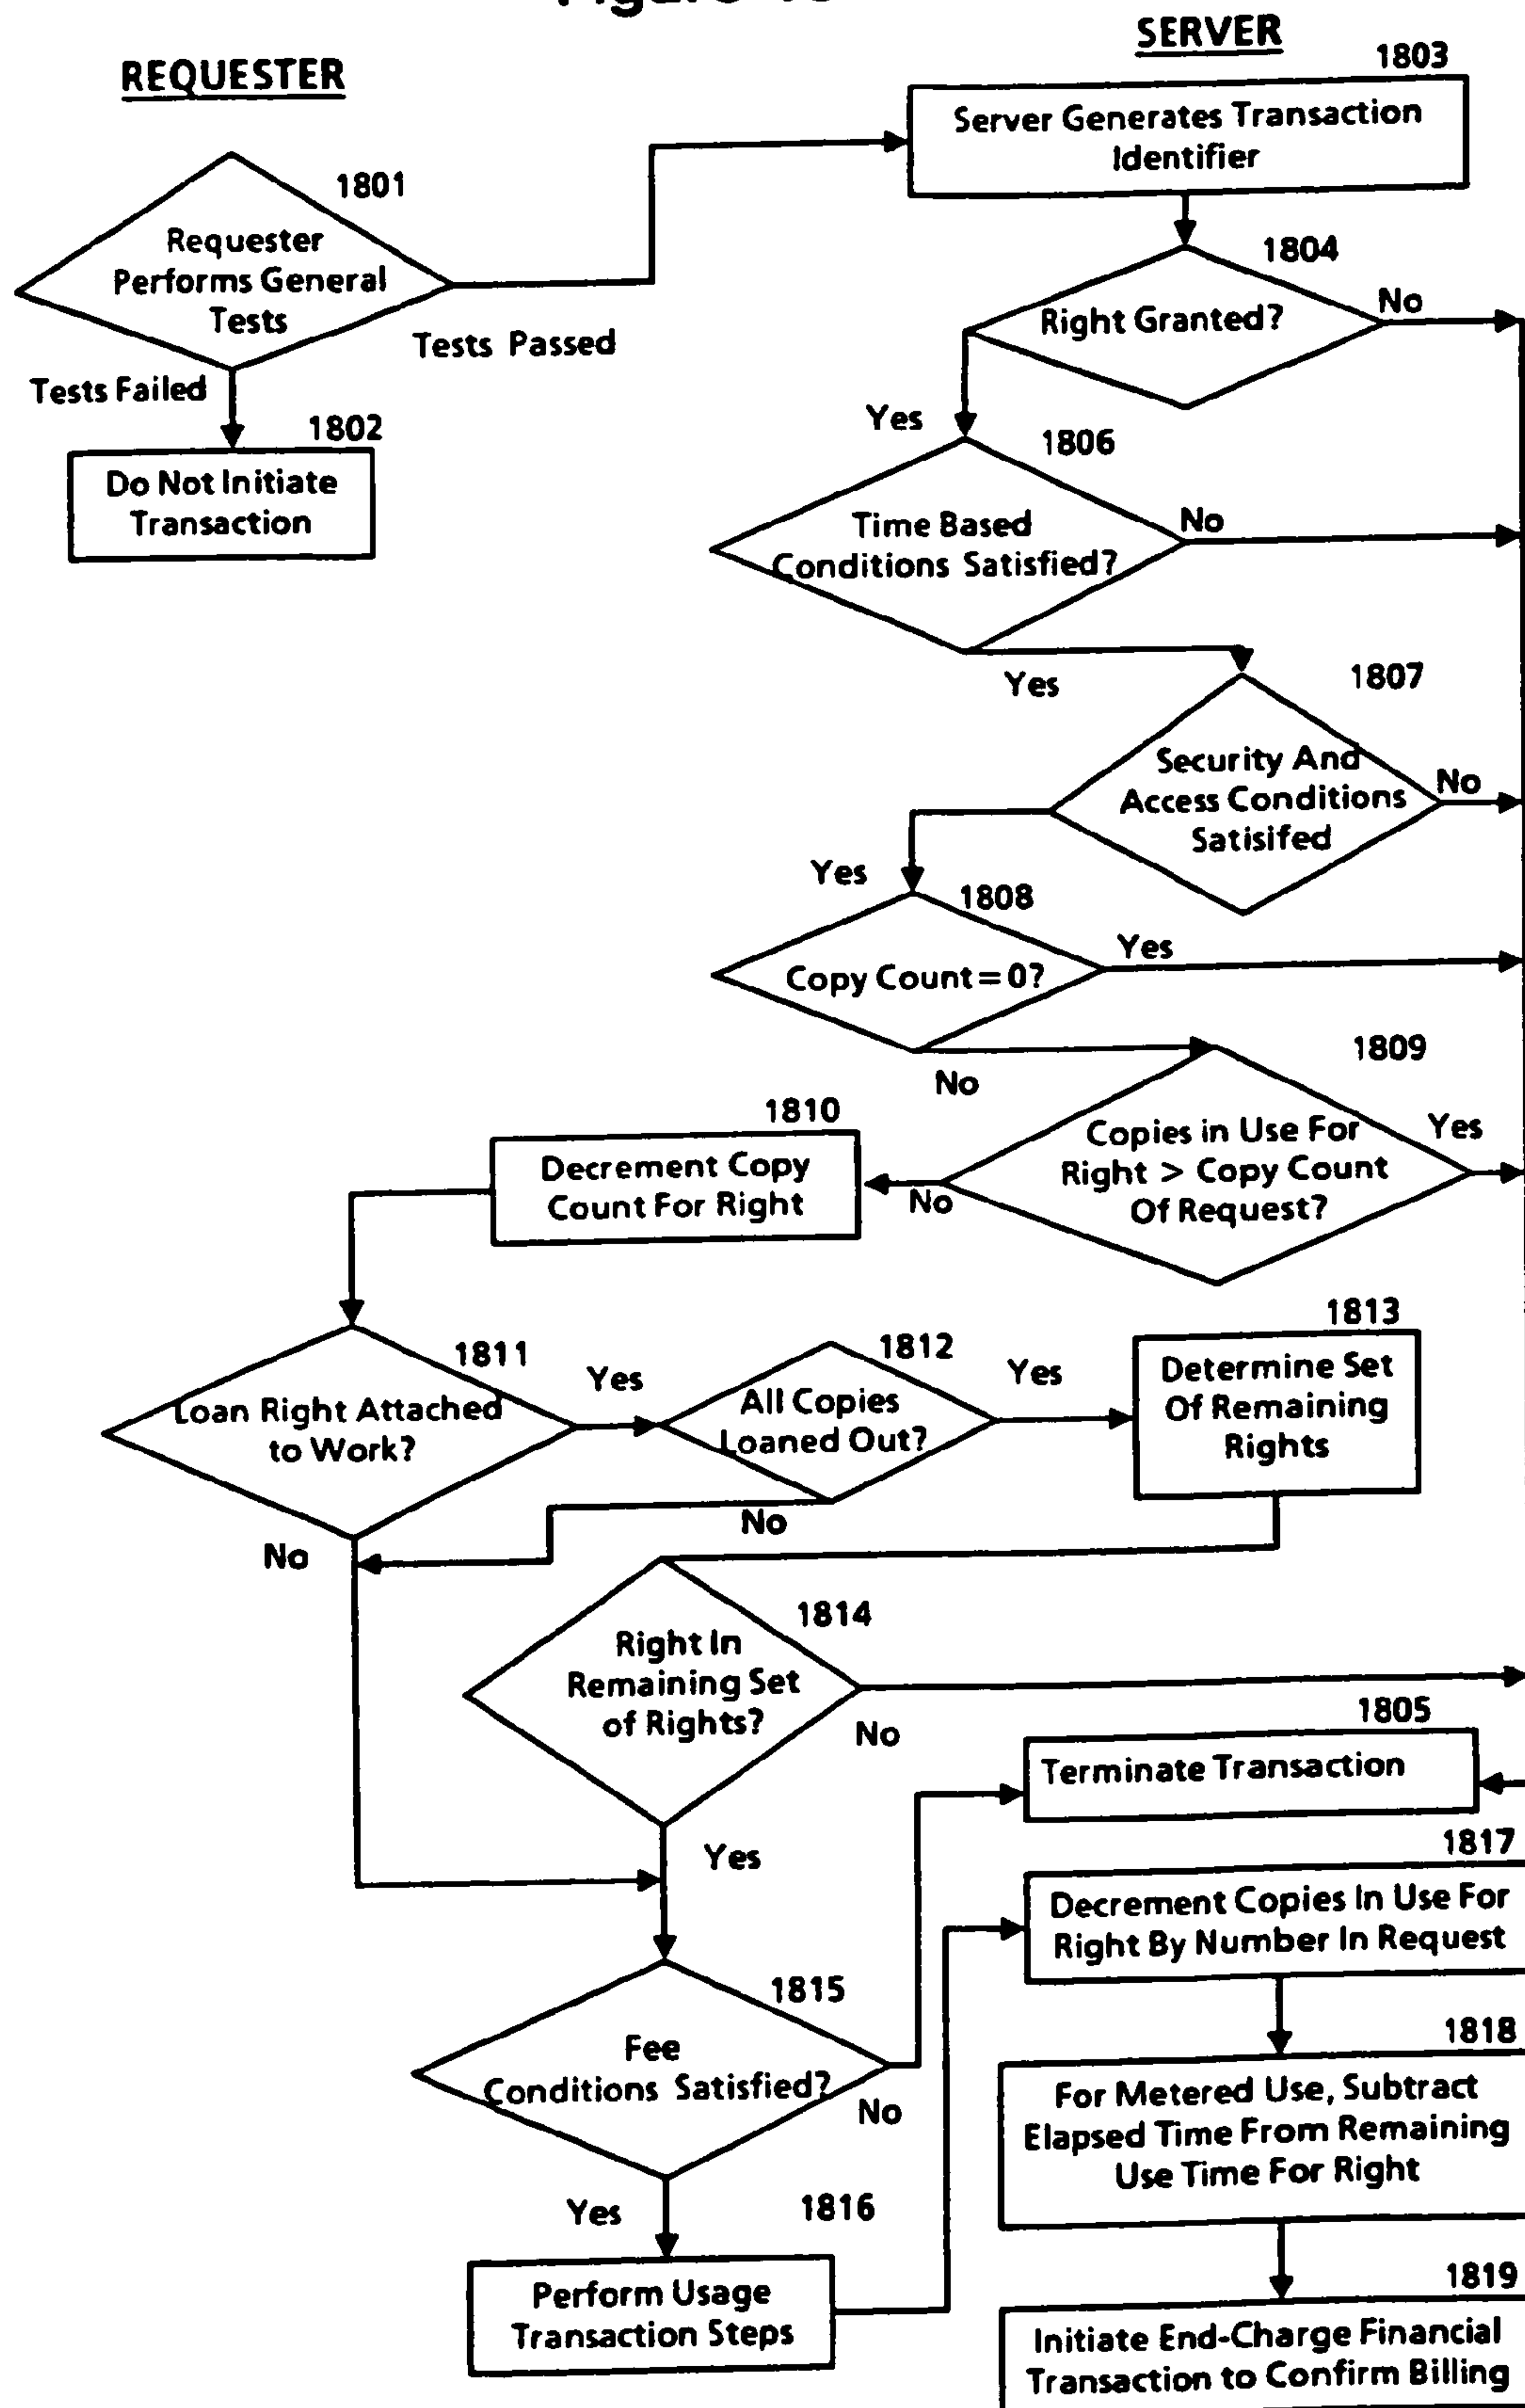 REQUESTER
SERVER
1803
Server Generates Transaction
Identifier
1801
Requester
Performs General
Tests
Tests Passed
Tests Failed
1802
Do Not Initiate
Transaction
1804
Right Granted?
No
Yes
1806
Time Based
Conditions Satisfied?
No
Yes
1807
Security And
Access Conditions
Satisifed
No
Yes
1808
Copy Count = 0?
Yes
No
1809
Copies in Use For
Right > Copy Count
Of Request?
Yes
No
1810
Decrement Copy
Count For Right
1811
Loan Right Attached
to Work?
Yes
No
1812
All Copies
Loaned Out?
Yes
No
1813
Determine Set
Of Remaining
Rights
1814
Right In
Remaining Set
of Rights?
No
Yes
1805
Terminate Transaction
1815
Fee
Conditions Satisfied?
No
Yes
1816
Perform Usage
Transaction Steps
1817
Decrement Copies In Use For
Right By Number In Request
1818
For Metered Use, Subtract
Elapsed Time From Remaining
Use Time For Right
1819
Initiate End-Charge Financial
Transaction to Confirm Billing